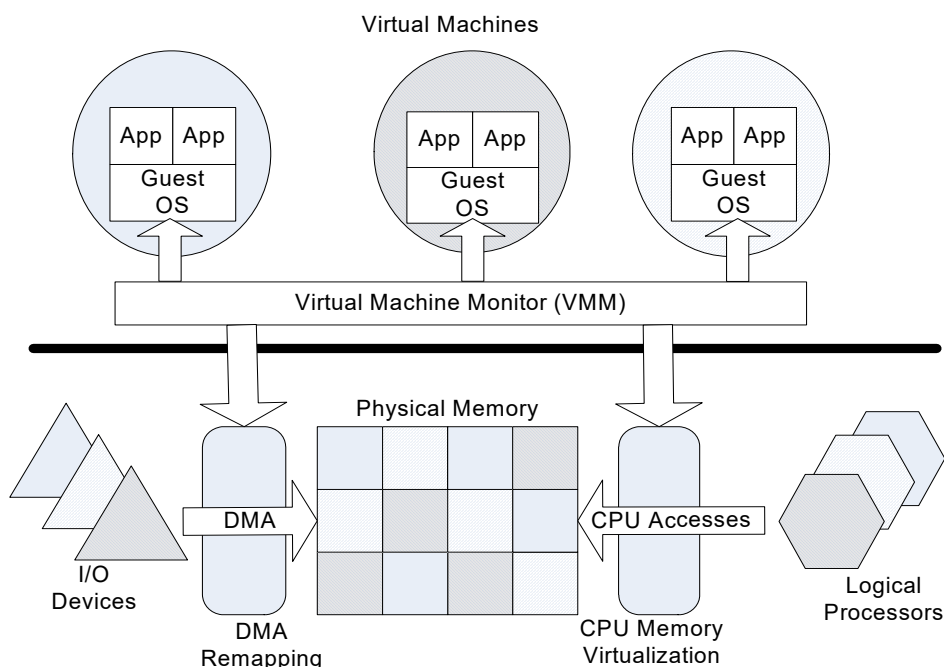 Virtual Machines
App App
Guest
OS
App App
Guest
OS
App App
Guest
OS
Virtual Machine Monitor (VMM)
Physical Memory
DMA
CPU Accesses
I/O
Devices
DMA
Remapping
CPU Memory
Virtualization
Logical
Processors